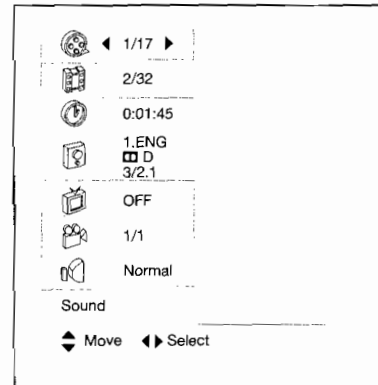 1/17
2/32
0:01:45
1.ENG
D
3/2.1
OFF
1/1
Normal
Sound
Move Select